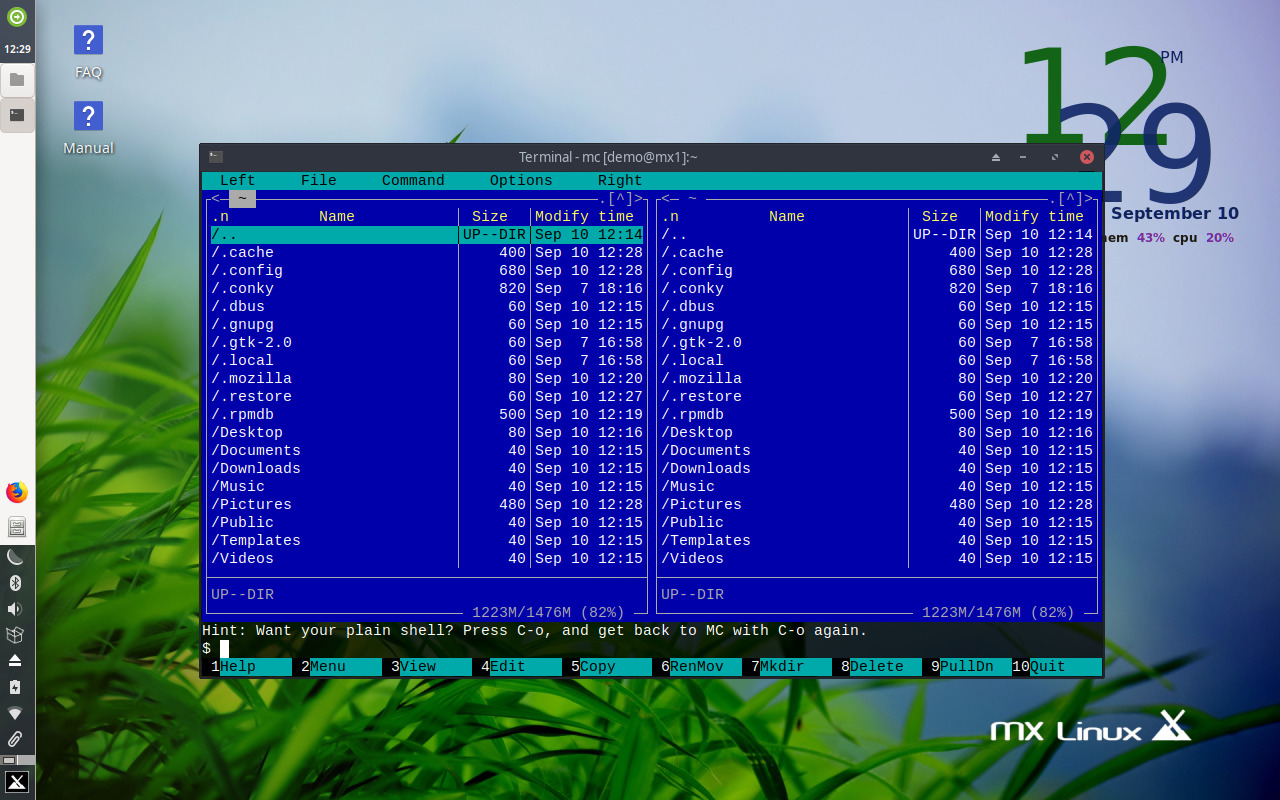 12:29
FAQ
Manual
12 PM
29
September 10
mem 43% cpu 20%
Terminal - mc [demo@mx1]:~
Left File Command Options Right
<─ ~ .[^]> <─ ~ .[^]>
.n Name Size Modify time .n Name Size Modify time
/.. UP--DIR Sep 10 12:14 /.. UP--DIR Sep 10 12:14
/.cache 400 Sep 10 12:28 /.cache 400 Sep 10 12:28
/.config 680 Sep 10 12:28 /.config 680 Sep 10 12:28
/.conky 820 Sep 7 18:16 /.conky 820 Sep 7 18:16
/.dbus 60 Sep 10 12:15 /.dbus 60 Sep 10 12:15
/.gnupg 60 Sep 10 12:15 /.gnupg 60 Sep 10 12:15
/.gtk-2.0 60 Sep 7 16:58 /.gtk-2.0 60 Sep 7 16:58
/.local 60 Sep 7 16:58 /.local 60 Sep 7 16:58
/.mozilla 80 Sep 10 12:20 /.mozilla 80 Sep 10 12:20
/.restore 60 Sep 10 12:27 /.restore 60 Sep 10 12:27
/.rpmdb 500 Sep 10 12:19 /.rpmdb 500 Sep 10 12:19
/Desktop 80 Sep 10 12:16 /Desktop 80 Sep 10 12:16
/Documents 40 Sep 10 12:15 /Documents 40 Sep 10 12:15
/Downloads 40 Sep 10 12:15 /Downloads 40 Sep 10 12:15
/Music 40 Sep 10 12:15 /Music 40 Sep 10 12:15
/Pictures 480 Sep 10 12:28 /Pictures 480 Sep 10 12:28
/Public 40 Sep 10 12:15 /Public 40 Sep 10 12:15
/Templates 40 Sep 10 12:15 /Templates 40 Sep 10 12:15
/Videos 40 Sep 10 12:15 /Videos 40 Sep 10 12:15
UP--DIR UP--DIR
1223M/1476M (82%) 1223M/1476M (82%)
Hint: Want your plain shell? Press C-o, and get back to MC with C-o again.
$
1Help 2Menu 3View 4Edit 5Copy 6RenMov 7Mkdir 8Delete 9PullDn 10Quit
mx Linux